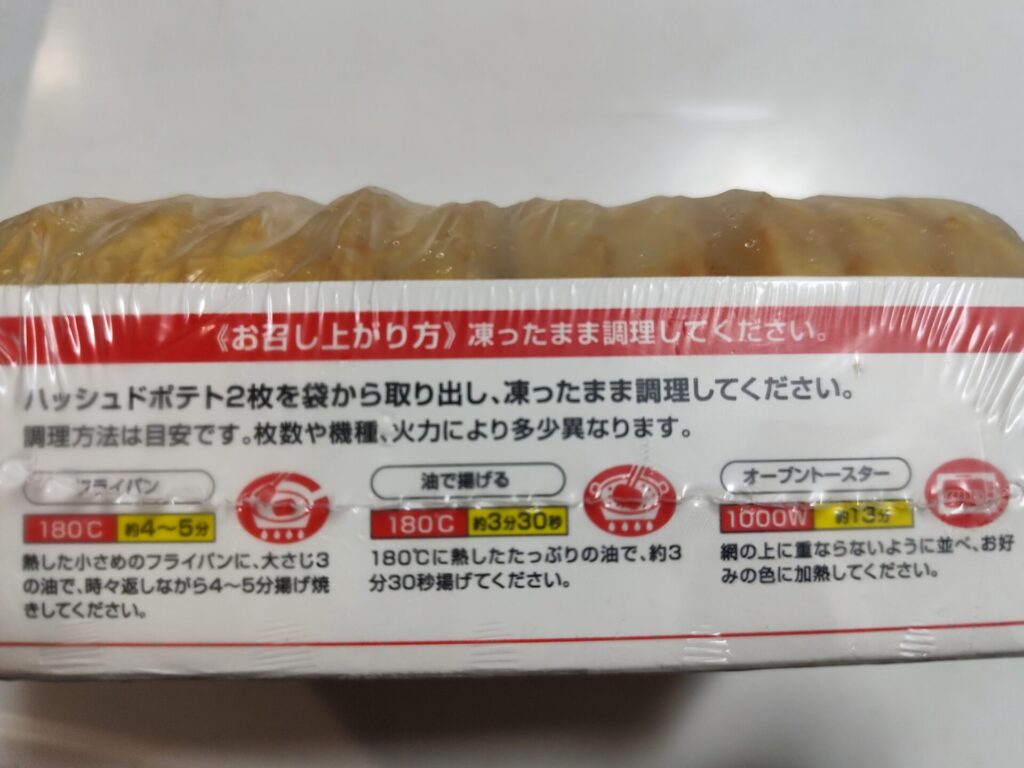 《お召し上がり方》凍ったまま調理してください。
ハッシュドポテト2枚を袋から取り出し、凍ったまま調理してください。
調理方法は目安です。枚数や機種、火力により多少異なります。
フライパン
180℃ 約4〜5分
熱した小さめのフライパンに、大さじ3
の油で、時々返しながら4〜5分揚げ焼
きしてください。
油で揚げる
180℃ 約3分30秒
180℃に熱したたっぷりの油で、約3
分30秒揚げてください。
オーブントースター
1000W 約13分
網の上に重ならないように並べ、お好
みの色に加熱してください。